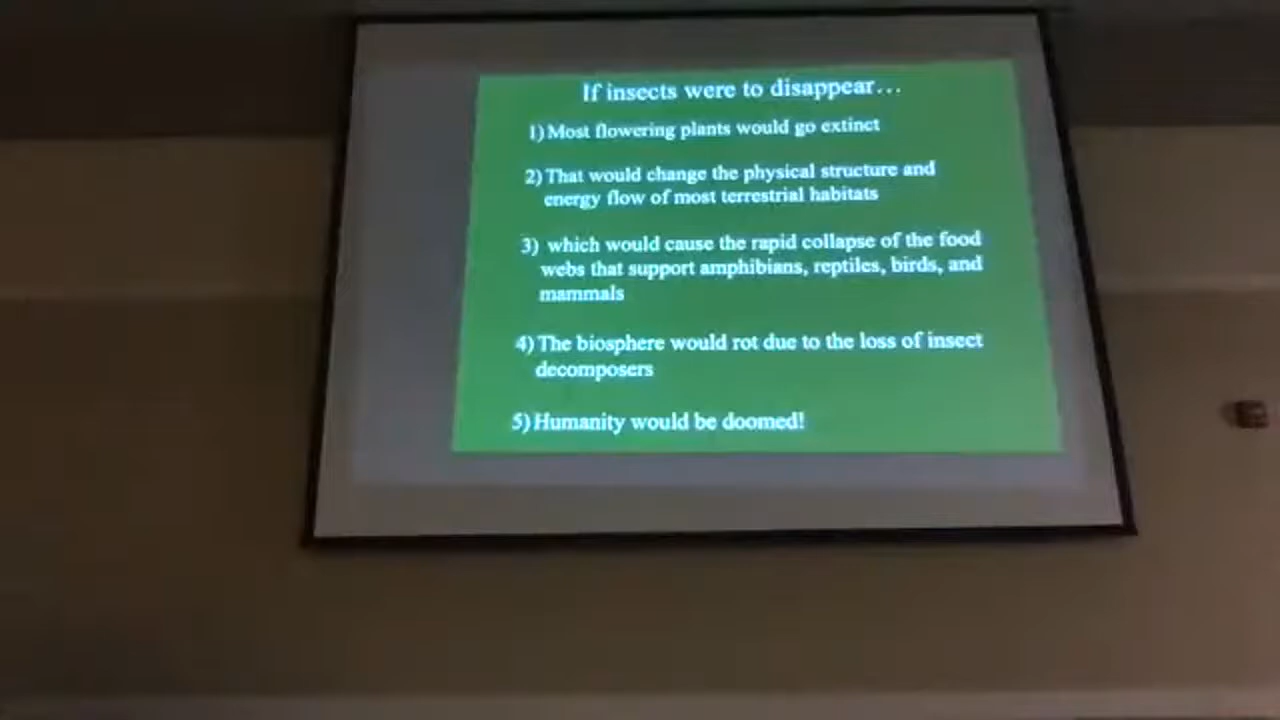 If insects were to disappear…
1) Most flowering plants would go extinct
2) That would change the physical structure and
energy flow of most terrestrial habitats
3) which would cause the rapid collapse of the food
webs that support amphibians, reptiles, birds, and
mammals
4) The biosphere would rot due to the loss of insect
decomposers
5) Humanity would be doomed!